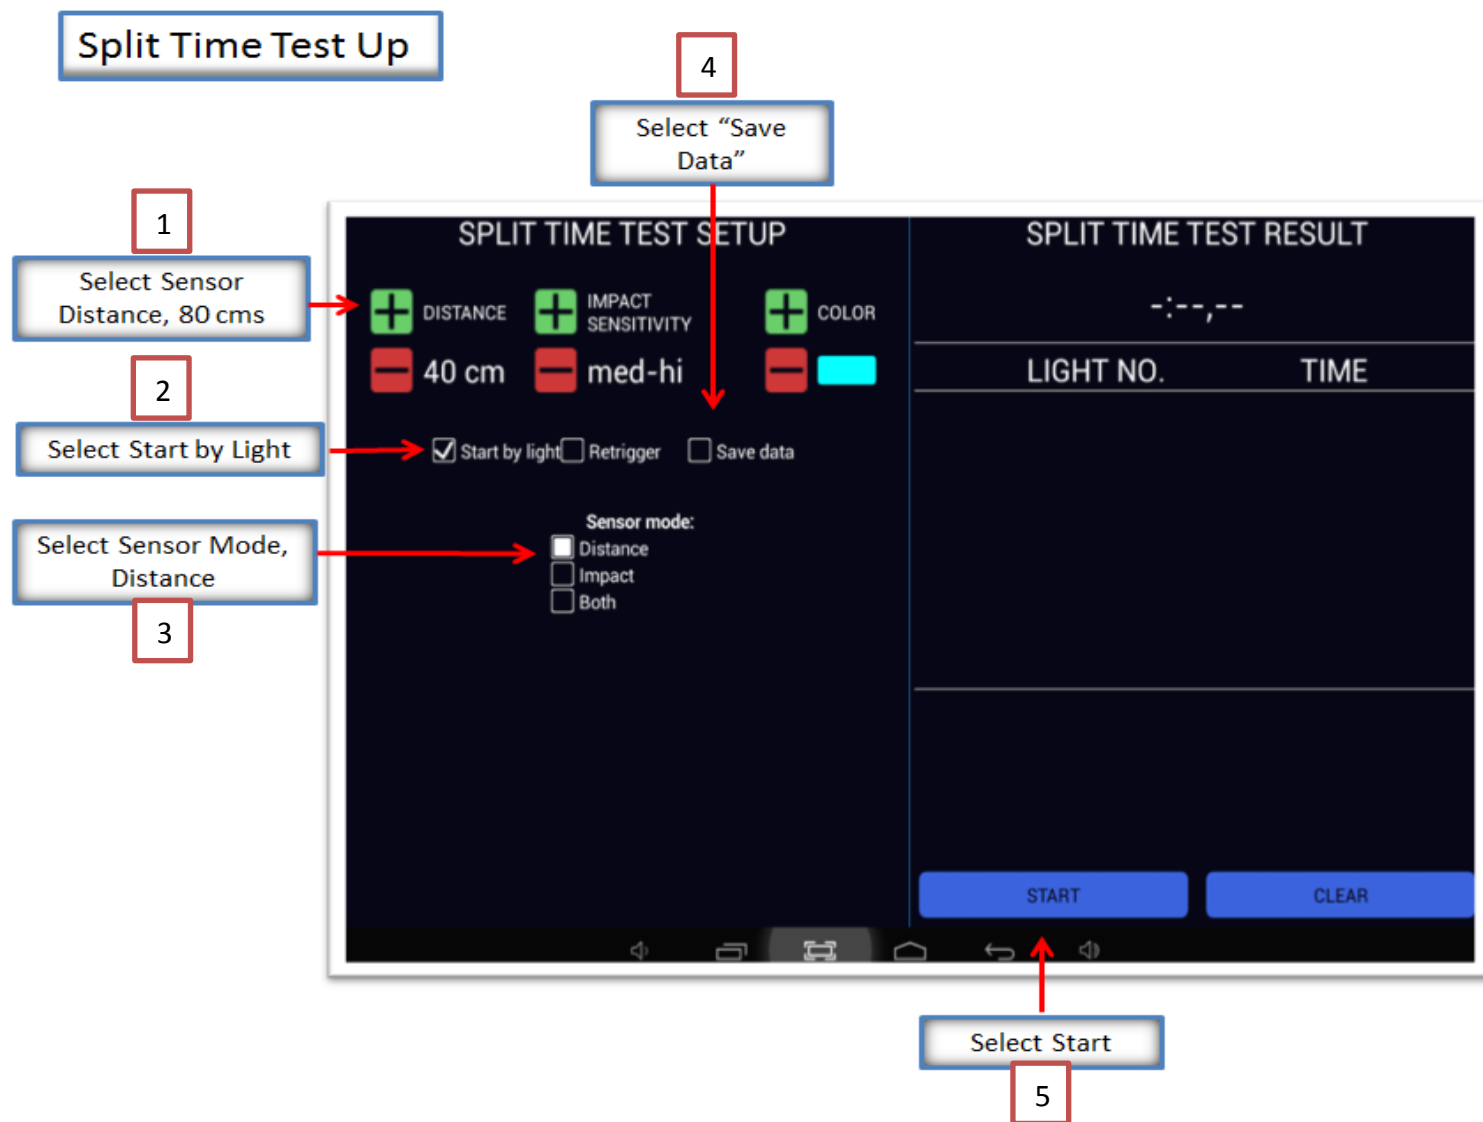 Split Time Test Up
4
Select “Save
Data”
1
Select Sensor
Distance, 80 cms
2
Select Start by Light
Select Sensor Mode,
Distance
3
SPLIT TIME TEST SETUP
DISTANCE
IMPACT
SENSITIVITY
COLOR
40 cm
med-hi
Start by light
Retrigger
Save data
Sensor mode:
Distance
Impact
Both
SPLIT TIME TEST RESULT
-:--,--
LIGHT NO. TIME
START
CLEAR
Select Start
5